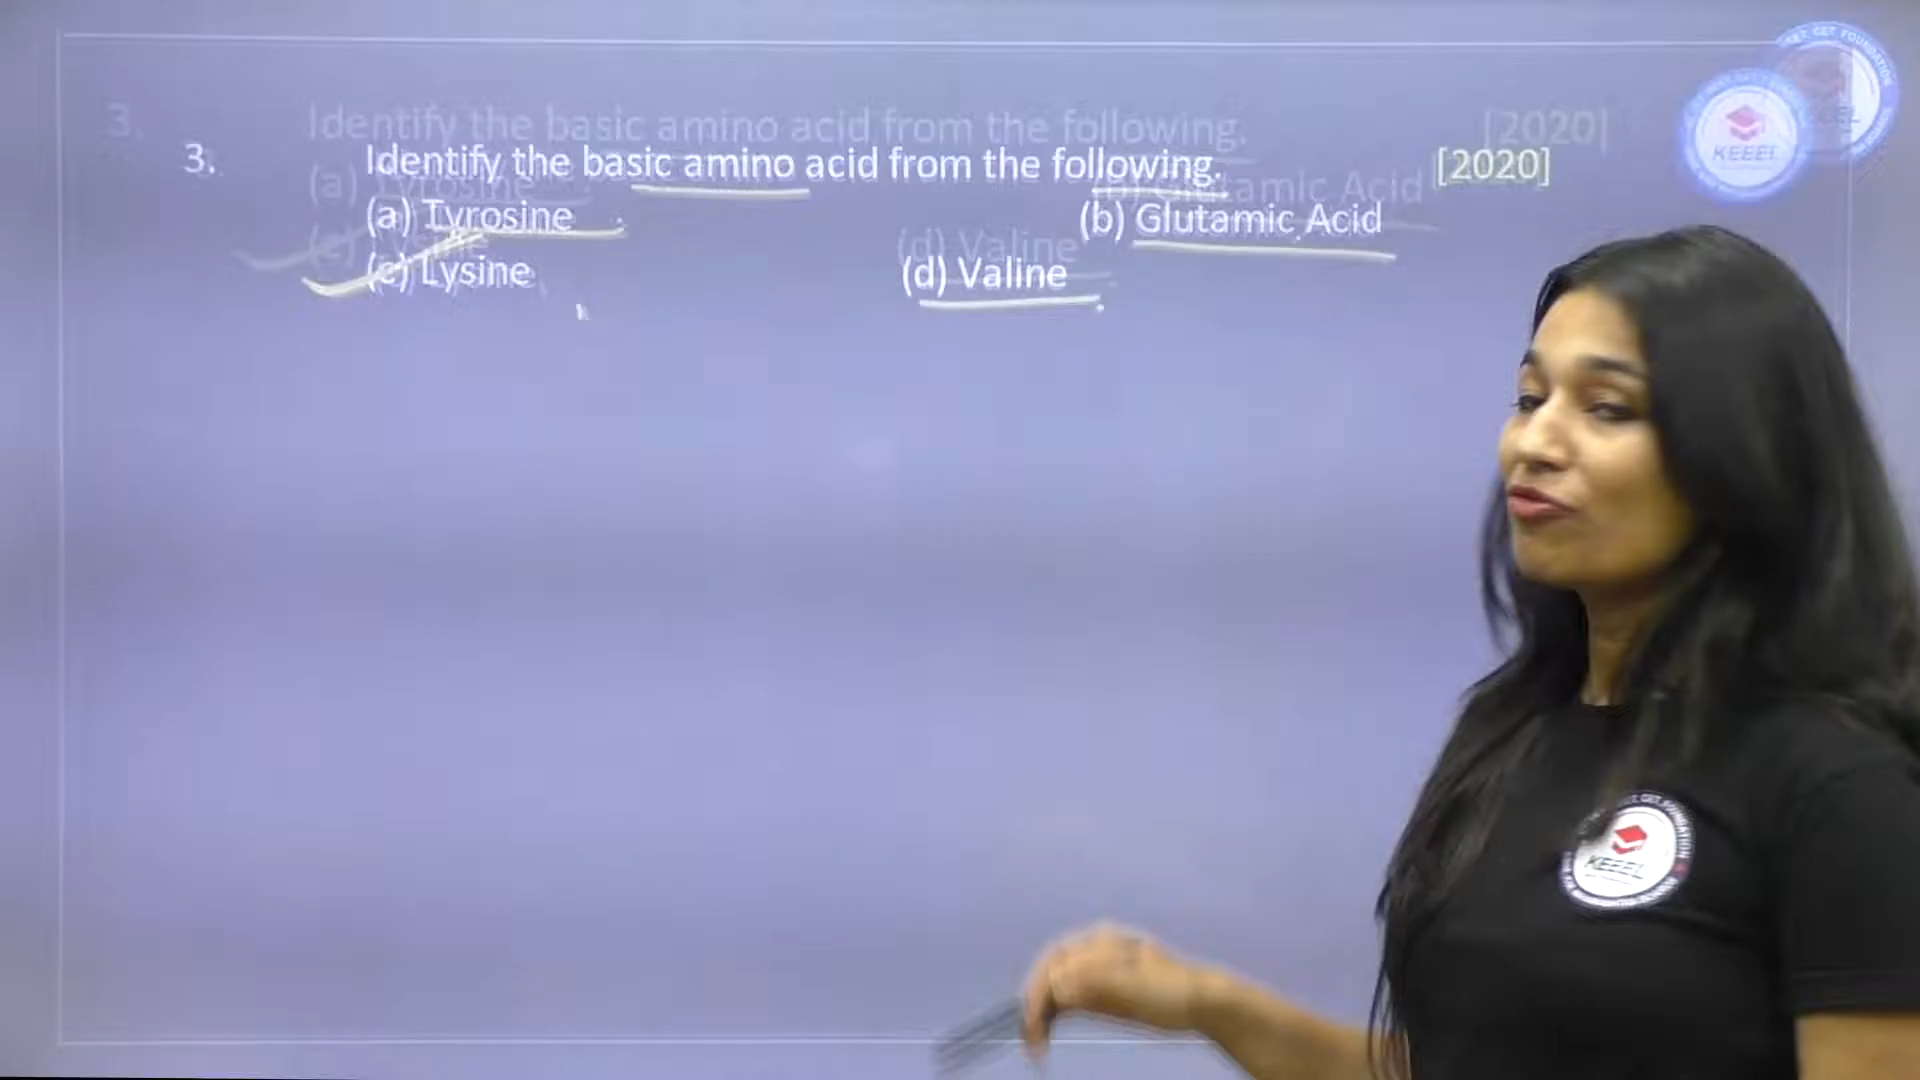 3. Identify the basic amino acid from the following. [2020]
(a) Tyrosine (b) Glutamic Acid
(c) Lysine (d) Valine
KEEEL
KEEEL